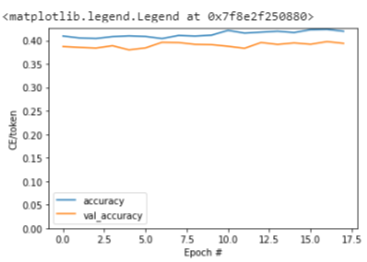 <matplotlib.legend.Legend at 0x7f8e2f250880>
0.40
0.35
0.30
0.25
0.20
0.15
0.10
0.05
0.00
CE/token
accuracy
val_accuracy
0.0 2.5 5.0 7.5 10.0 12.5 15.0 17.5
Epoch #